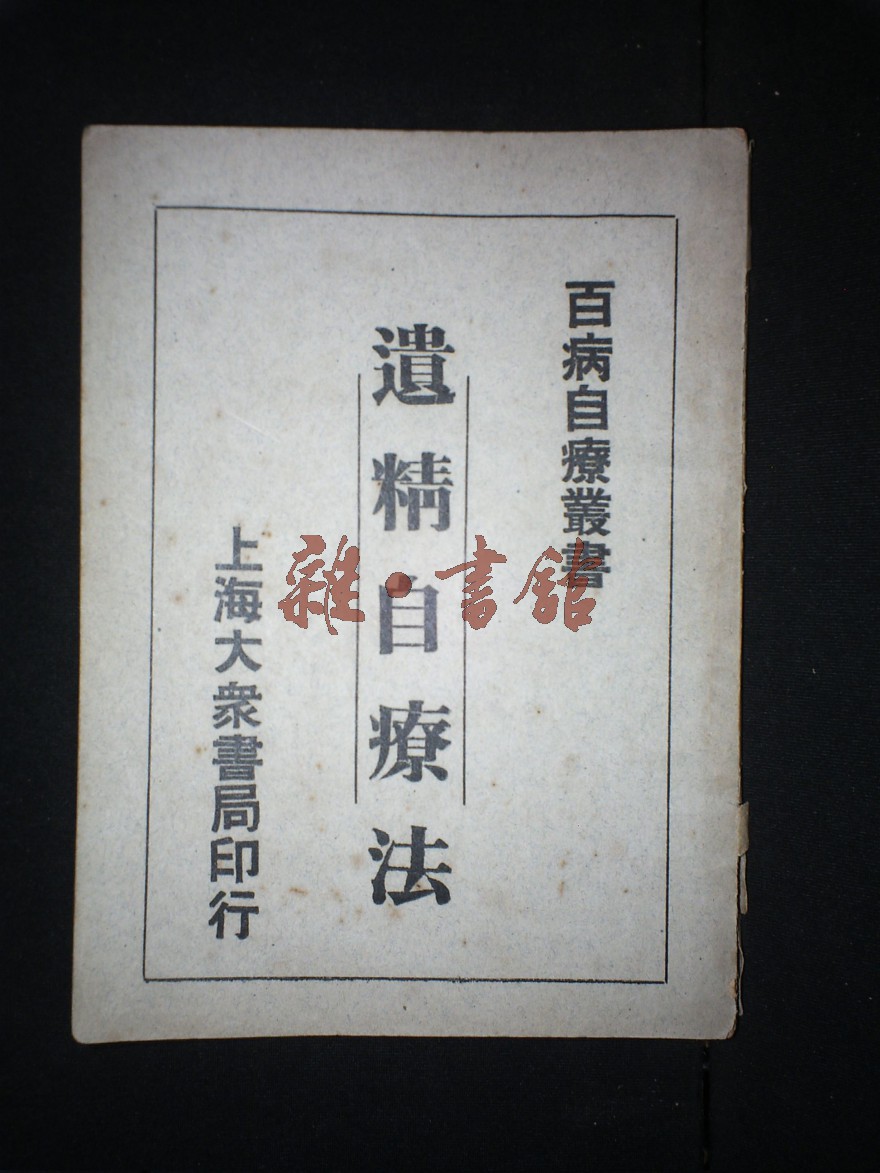 百病自療叢書
遺精自療法
上海大衆書局印行
雜·書館